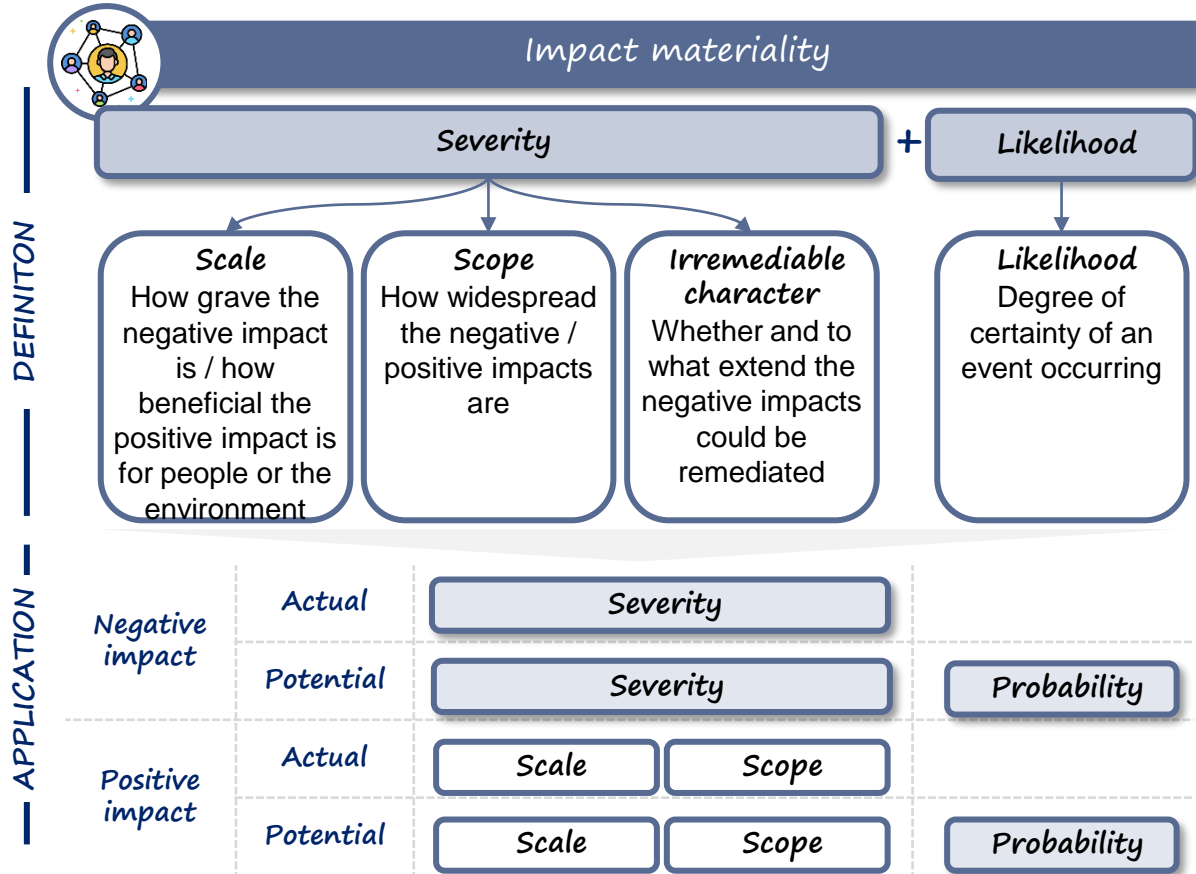 Impact materiality
Severity
+
Likelihood
DEFINITON
Scale
How grave the
negative impact
is / how
beneficial the
positive impact is
for people or the
environment
Scope
How widespread
the negative /
positive impacts
are
Irremediable
character
Whether and to
what extend the
negative impacts
could be
remediated
Likelihood
Degree of
certainty of an
event occurring
APPLICATION
Negative
impact
Actual
Severity
Potential
Severity
Probability
Positive
impact
Actual
Scale
Scope
Potential
Scale
Scope
Probability